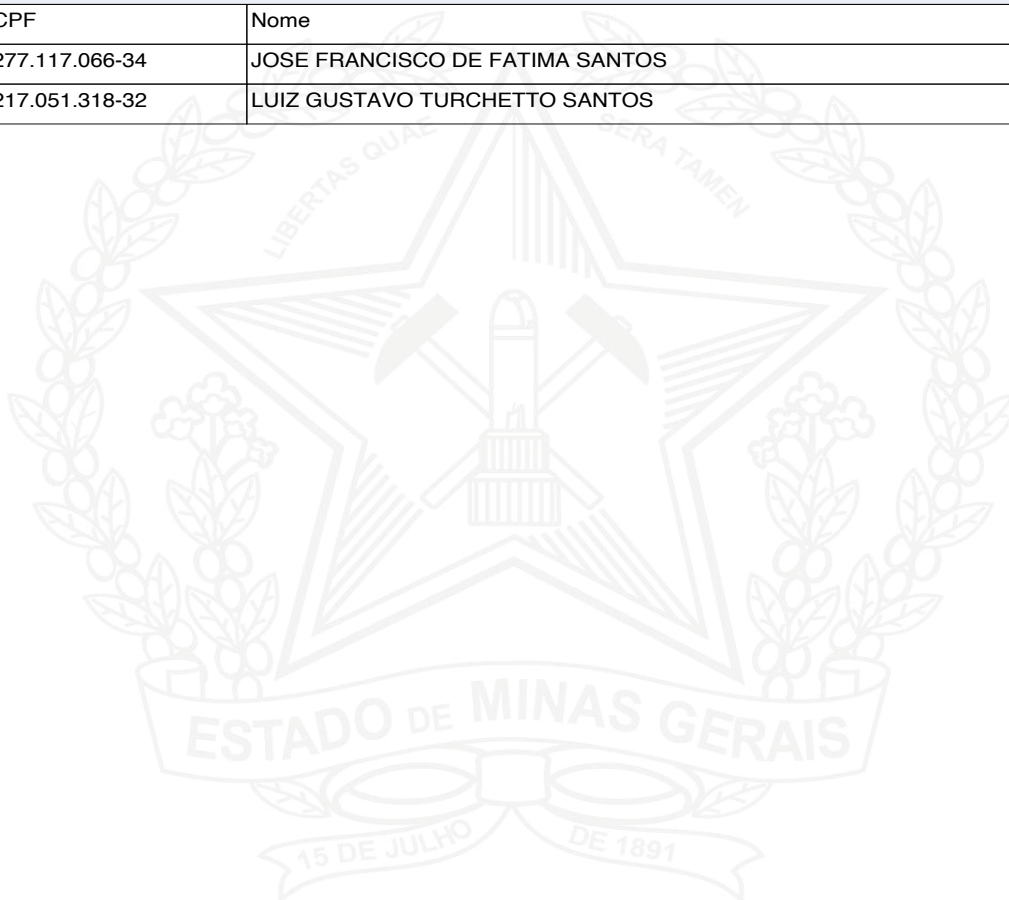 CPF Nome
277.117.066-34 JOSE FRANCISCO DE FATIMA SANTOS
217.051.318-32 LUIZ GUSTAVO TURCHETTO SANTOS
LIBERTAS QUAE SERA TAMEN
ESTADO DE MINAS GERAIS
15 DE JULHO DE 1891